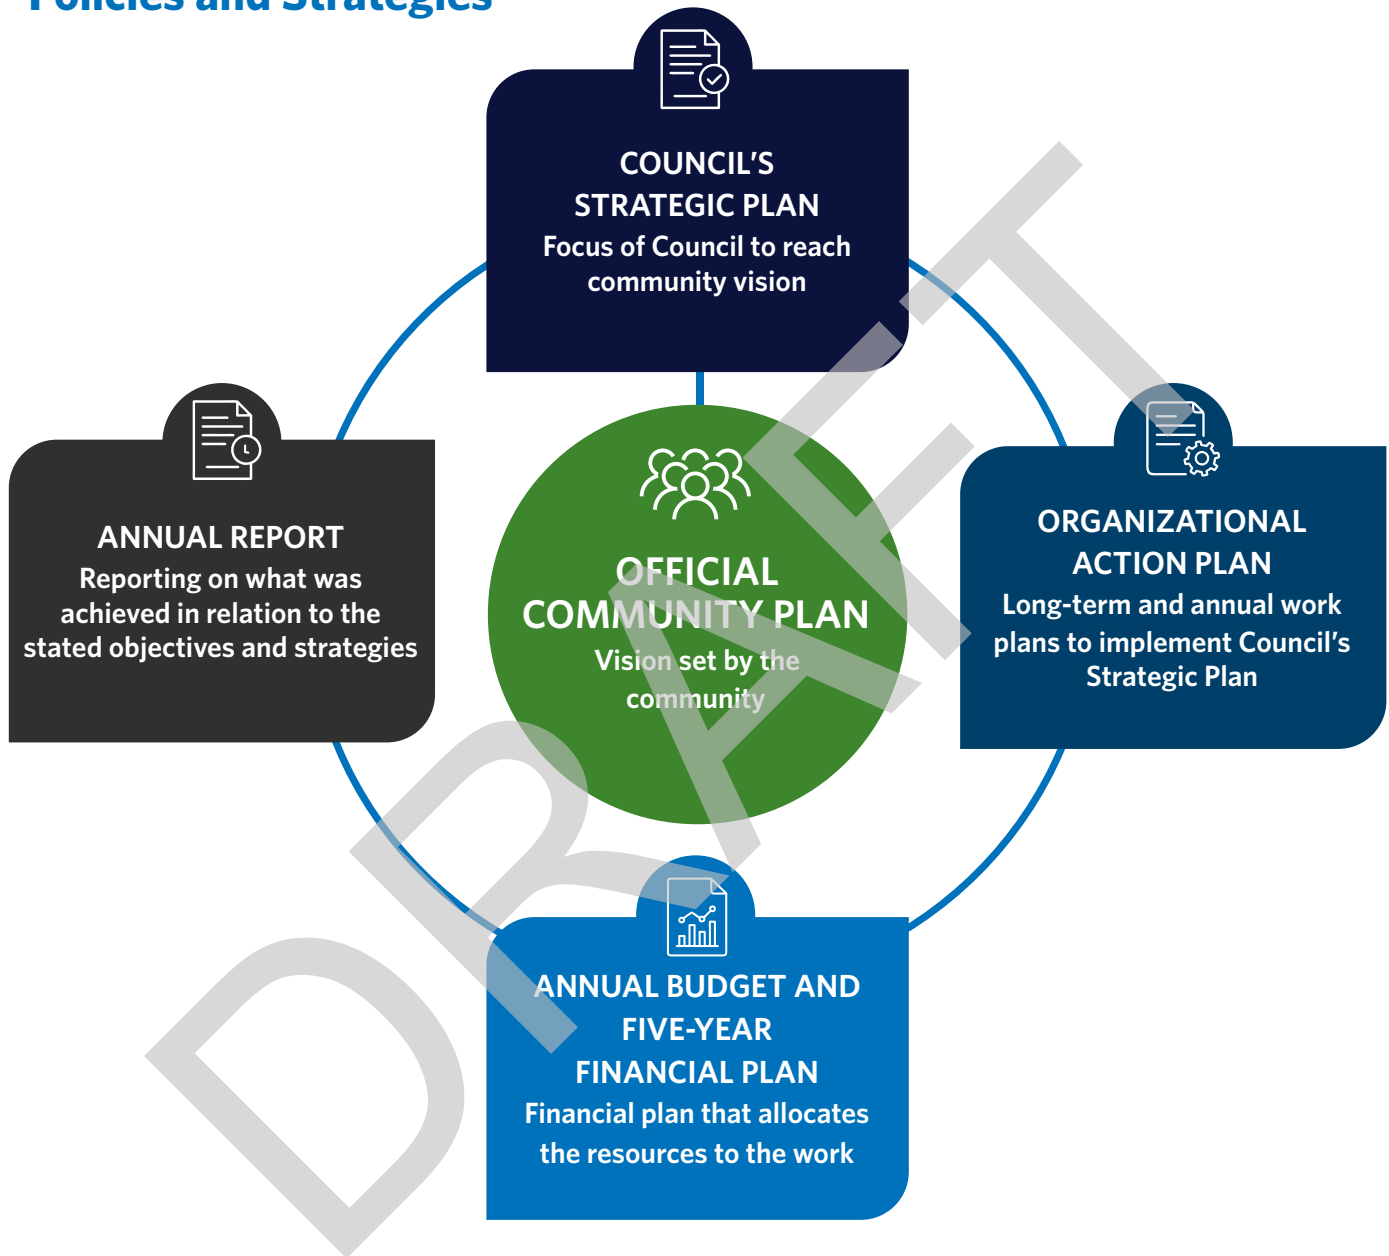 Policies and Strategies
COUNCIL'S
STRATEGIC PLAN
Focus of Council to reach
community vision
ANNUAL REPORT
Reporting on what was
achieved in relation to the
stated objectives and strategies
OFFICIAL
COMMUNITY PLAN
Vision set by the
community
ORGANIZATIONAL
ACTION PLAN
Long-term and annual work
plans to implement Council's
Strategic Plan
ANNUAL BUDGET AND
FIVE-YEAR
FINANCIAL PLAN
Financial plan that allocates
the resources to the work
DRAFT